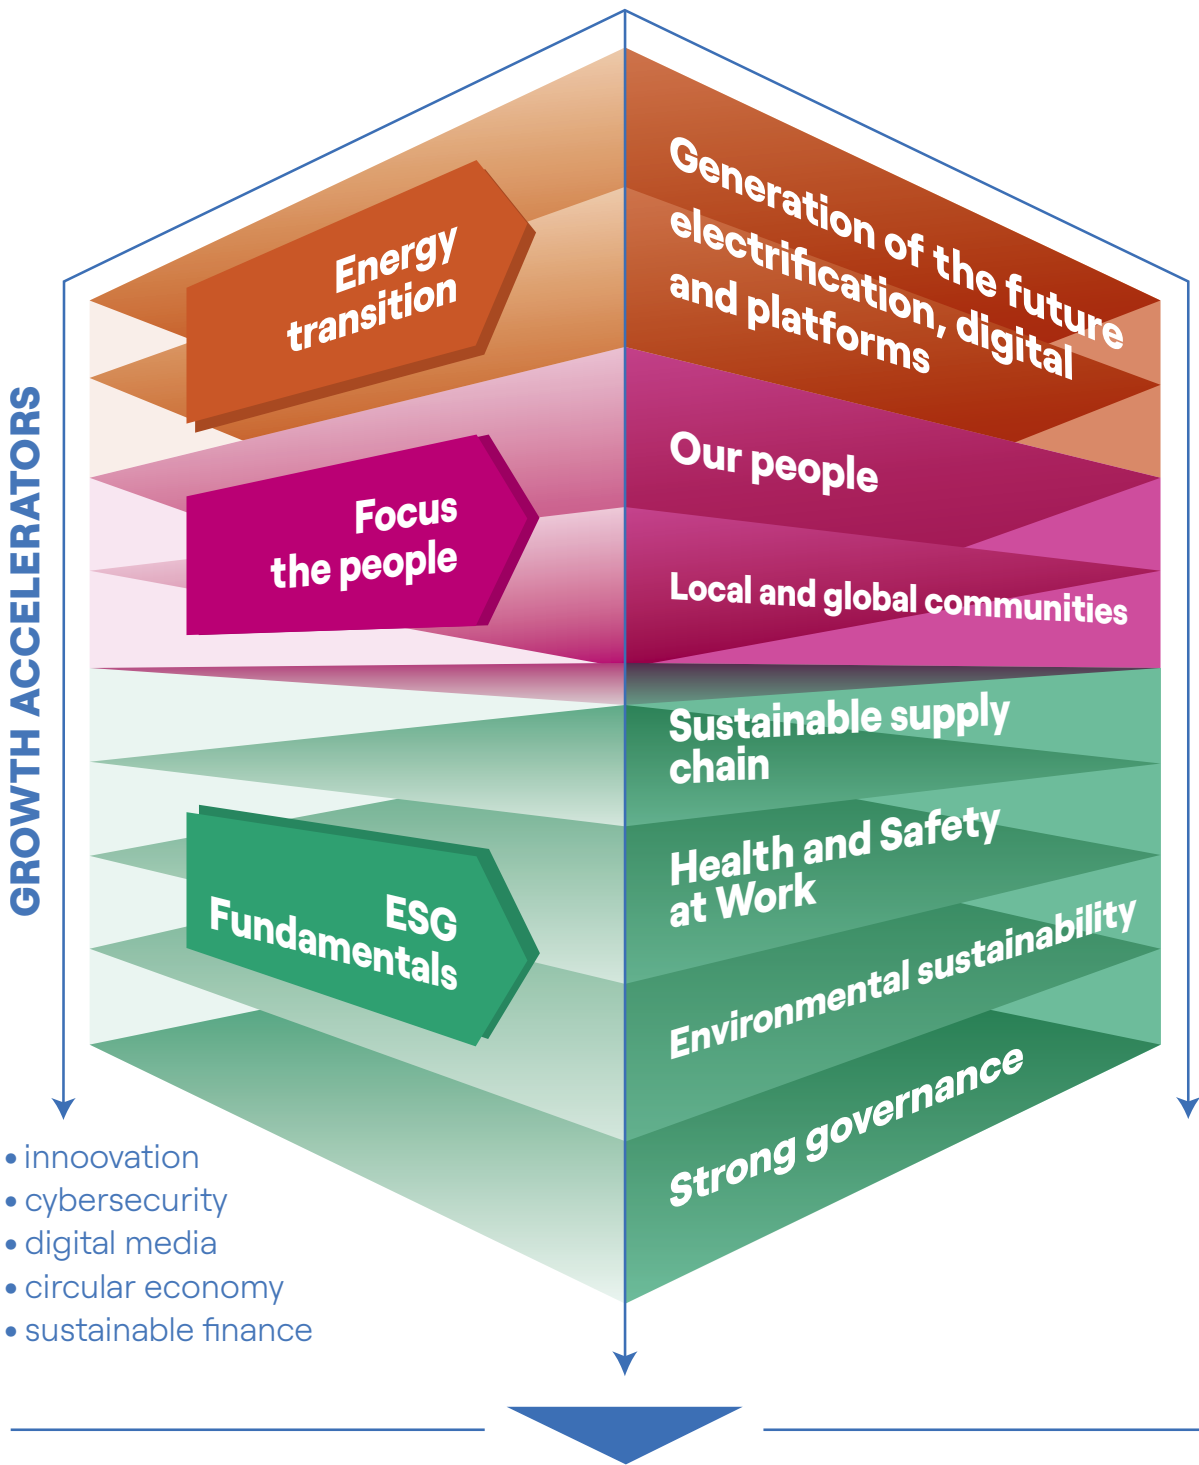 GROWTH ACCELERATORS
Energy
transition
Generation of the future
electrification, digital
and platforms
Focus
the people
Our people
Local and global communities
ESG
Fundamentals
Sustainable supply
chain
Health and Safety
at Work
Environmental sustainability
Strong governance
• innoovation
• cybersecurity
• digital media
• circular economy
• sustainable finance